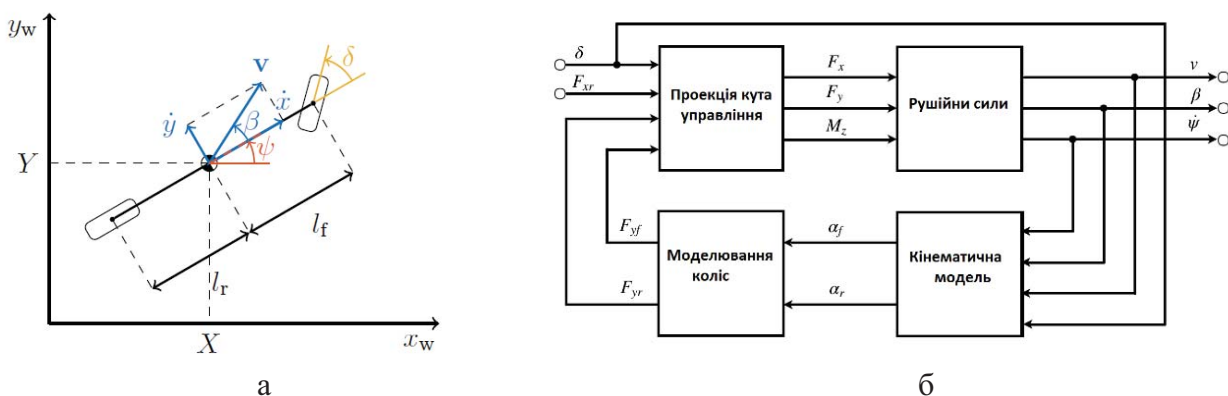 y_w
v
δ
ẋ
ẏ
β
ψ
Y
l_f
l_r
X
x_w
а
δ
F_xr
Проекція кута
управління
F_x
F_y
M_z
Рушійни сили
v
β
ψ̇
F_yf
F_yr
Моделювання
коліс
α_f
α_r
Кінематична
модель
б